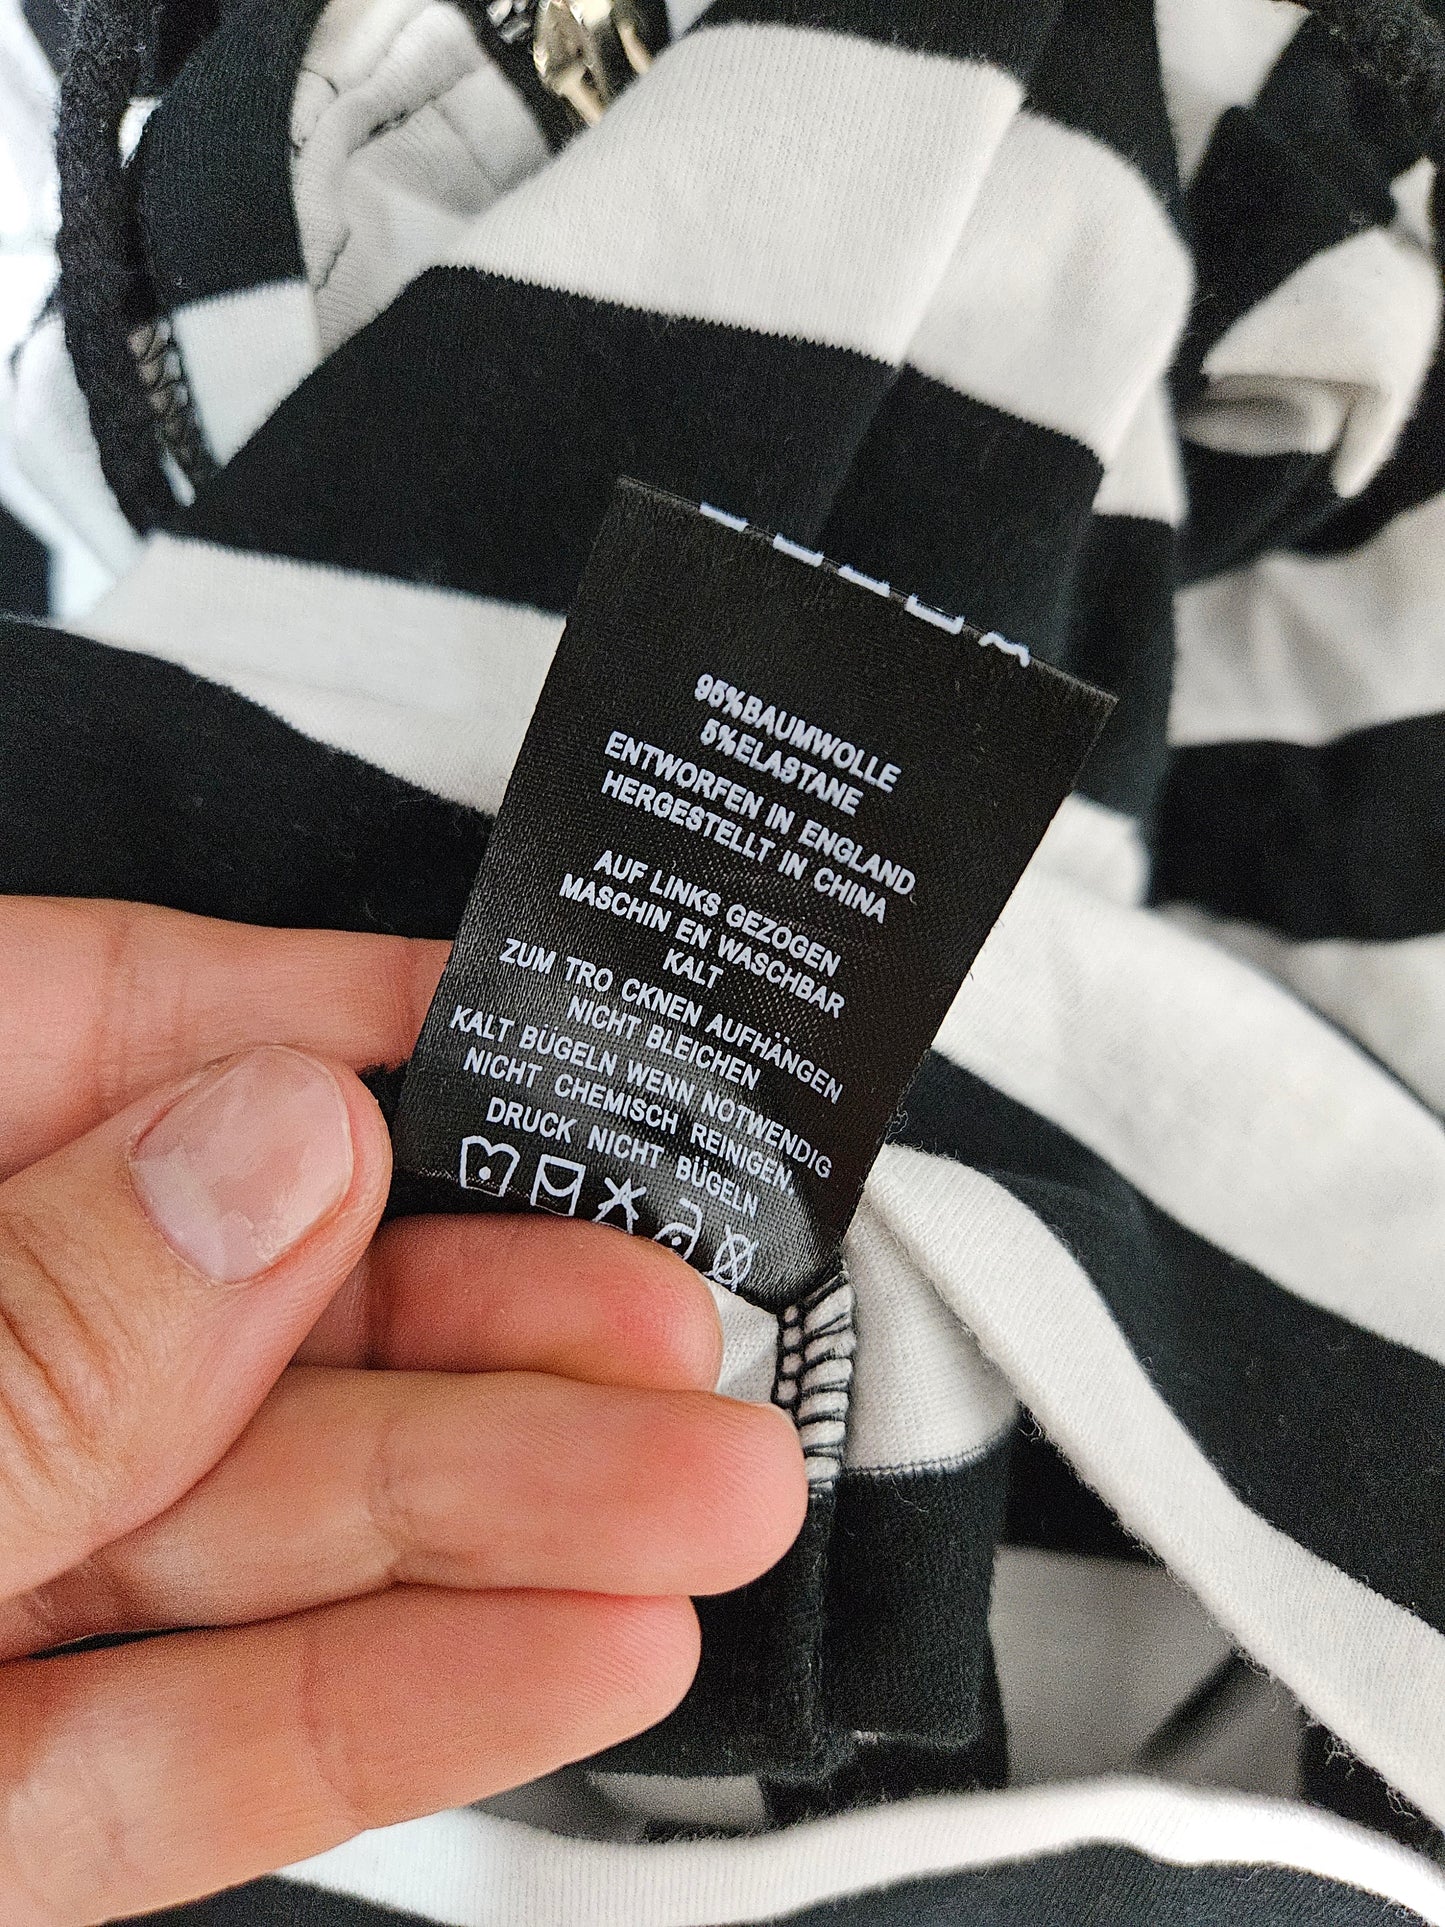 95%BAUMWOLLE
5%ELASTANE
ENTWORFEN IN ENGLAND
HERGESTELLT IN CHINA
AUF LINKS GEZOGEN
MASCHIN EN WASCHBAR
KALT
ZUM TRO CKNEN AUFHÄNGEN
NICHT BLEICHEN
KALT BÜGELN WENN NOTWENDIG
NICHT CHEMISCH REINIGEN.
DRUCK NICHT BÜGELN